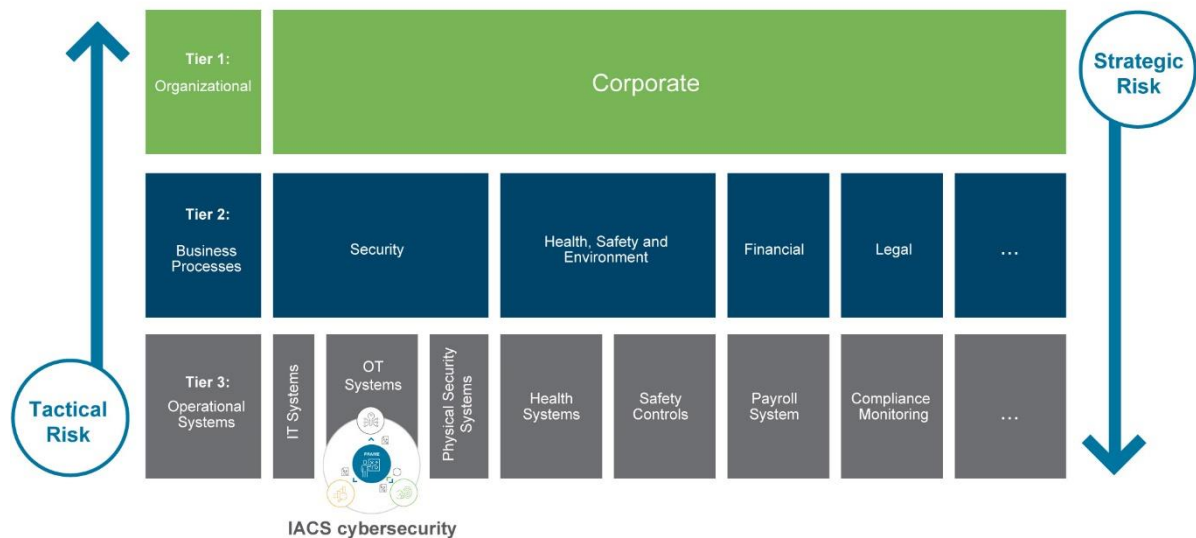 Tier 1:
Organizational
Corporate
Strategic
Risk
Tier 2:
Business
Processes
Security
Health, Safety and
Environment
Financial
Legal
...
Tactical
Risk
Tier 3:
Operational
Systems
IT Systems
OT
Systems
FRAME
Physical Security
Systems
Health
Systems
Safety
Controls
Payroll
System
Compliance
Monitoring
...
IACS cybersecurity